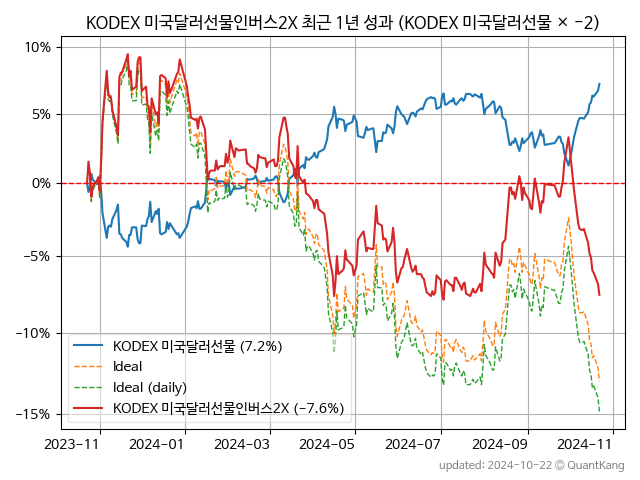 KODEX 미국달러선물인버스2X 최근 1년 성과 (KODEX 미국달러선물 × −2)
10%
5%
0%
−5%
−10%
−15%
KODEX 미국달러선물 (7.2%)
Ideal
Ideal (daily)
KODEX 미국달러선물인버스2X (−7.6%)
2023-11
2024-01
2024-03
2024-05
2024-07
2024-09
2024-11
updated: 2024-10-22 © QuantKang